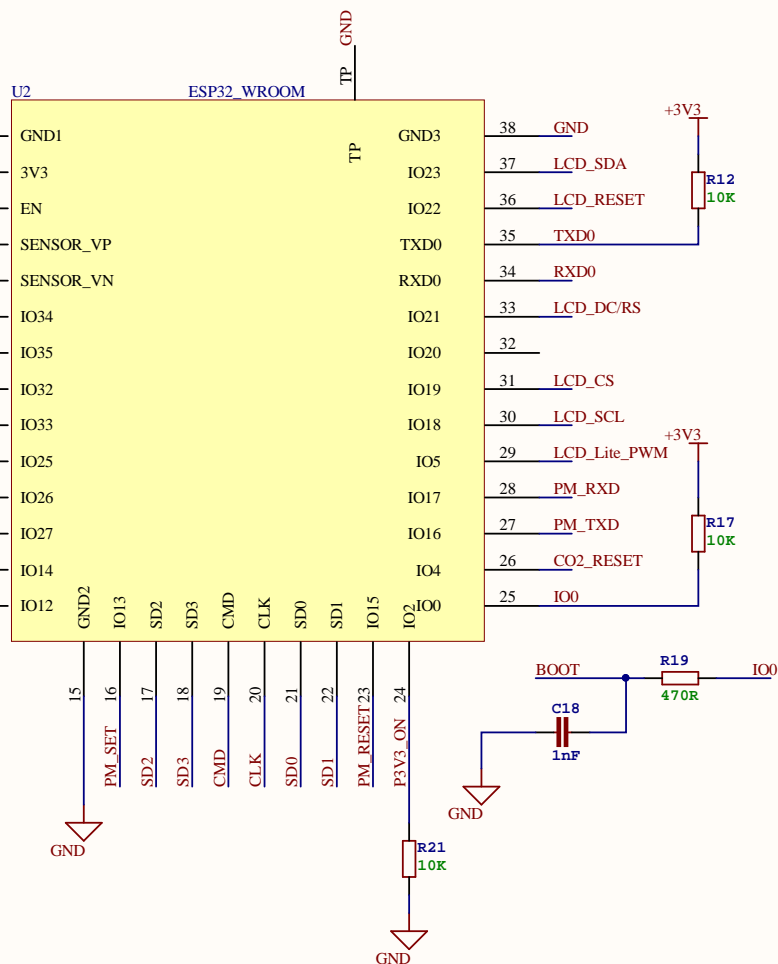 GND
TP
U2 ESP32_WROOM
TP
GND1 GND3 38 GND
3V3 IO23 37 LCD_SDA
EN IO22 36 LCD_RESET
SENSOR_VP TXD0 35 TXD0
SENSOR_VN RXD0 34 RXD0
IO34 IO21 33 LCD_DC/RS
IO35 IO20 32
IO32 IO19 31 LCD_CS
IO33 IO18 30 LCD_SCL
IO25 IO5 29 LCD_Lite_PWM
IO26 IO17 28 PM_RXD
IO27 IO16 27 PM_TXD
IO14 IO4 26 CO2_RESET
IO12 IO0 25 IO0
+3V3
R12
10K
+3V3
R17
10K
GND2 IO13 SD2 SD3 CMD CLK SD0 SD1 IO15 IO2
15 16 17 18 19 20 21 22 23 24
PM_SET SD2 SD3 CMD CLK SD0 SD1 PM_RESET P3V3_ON
GND
R21
10K
GND
BOOT R19 IO0
470R
C18
1nF
GND